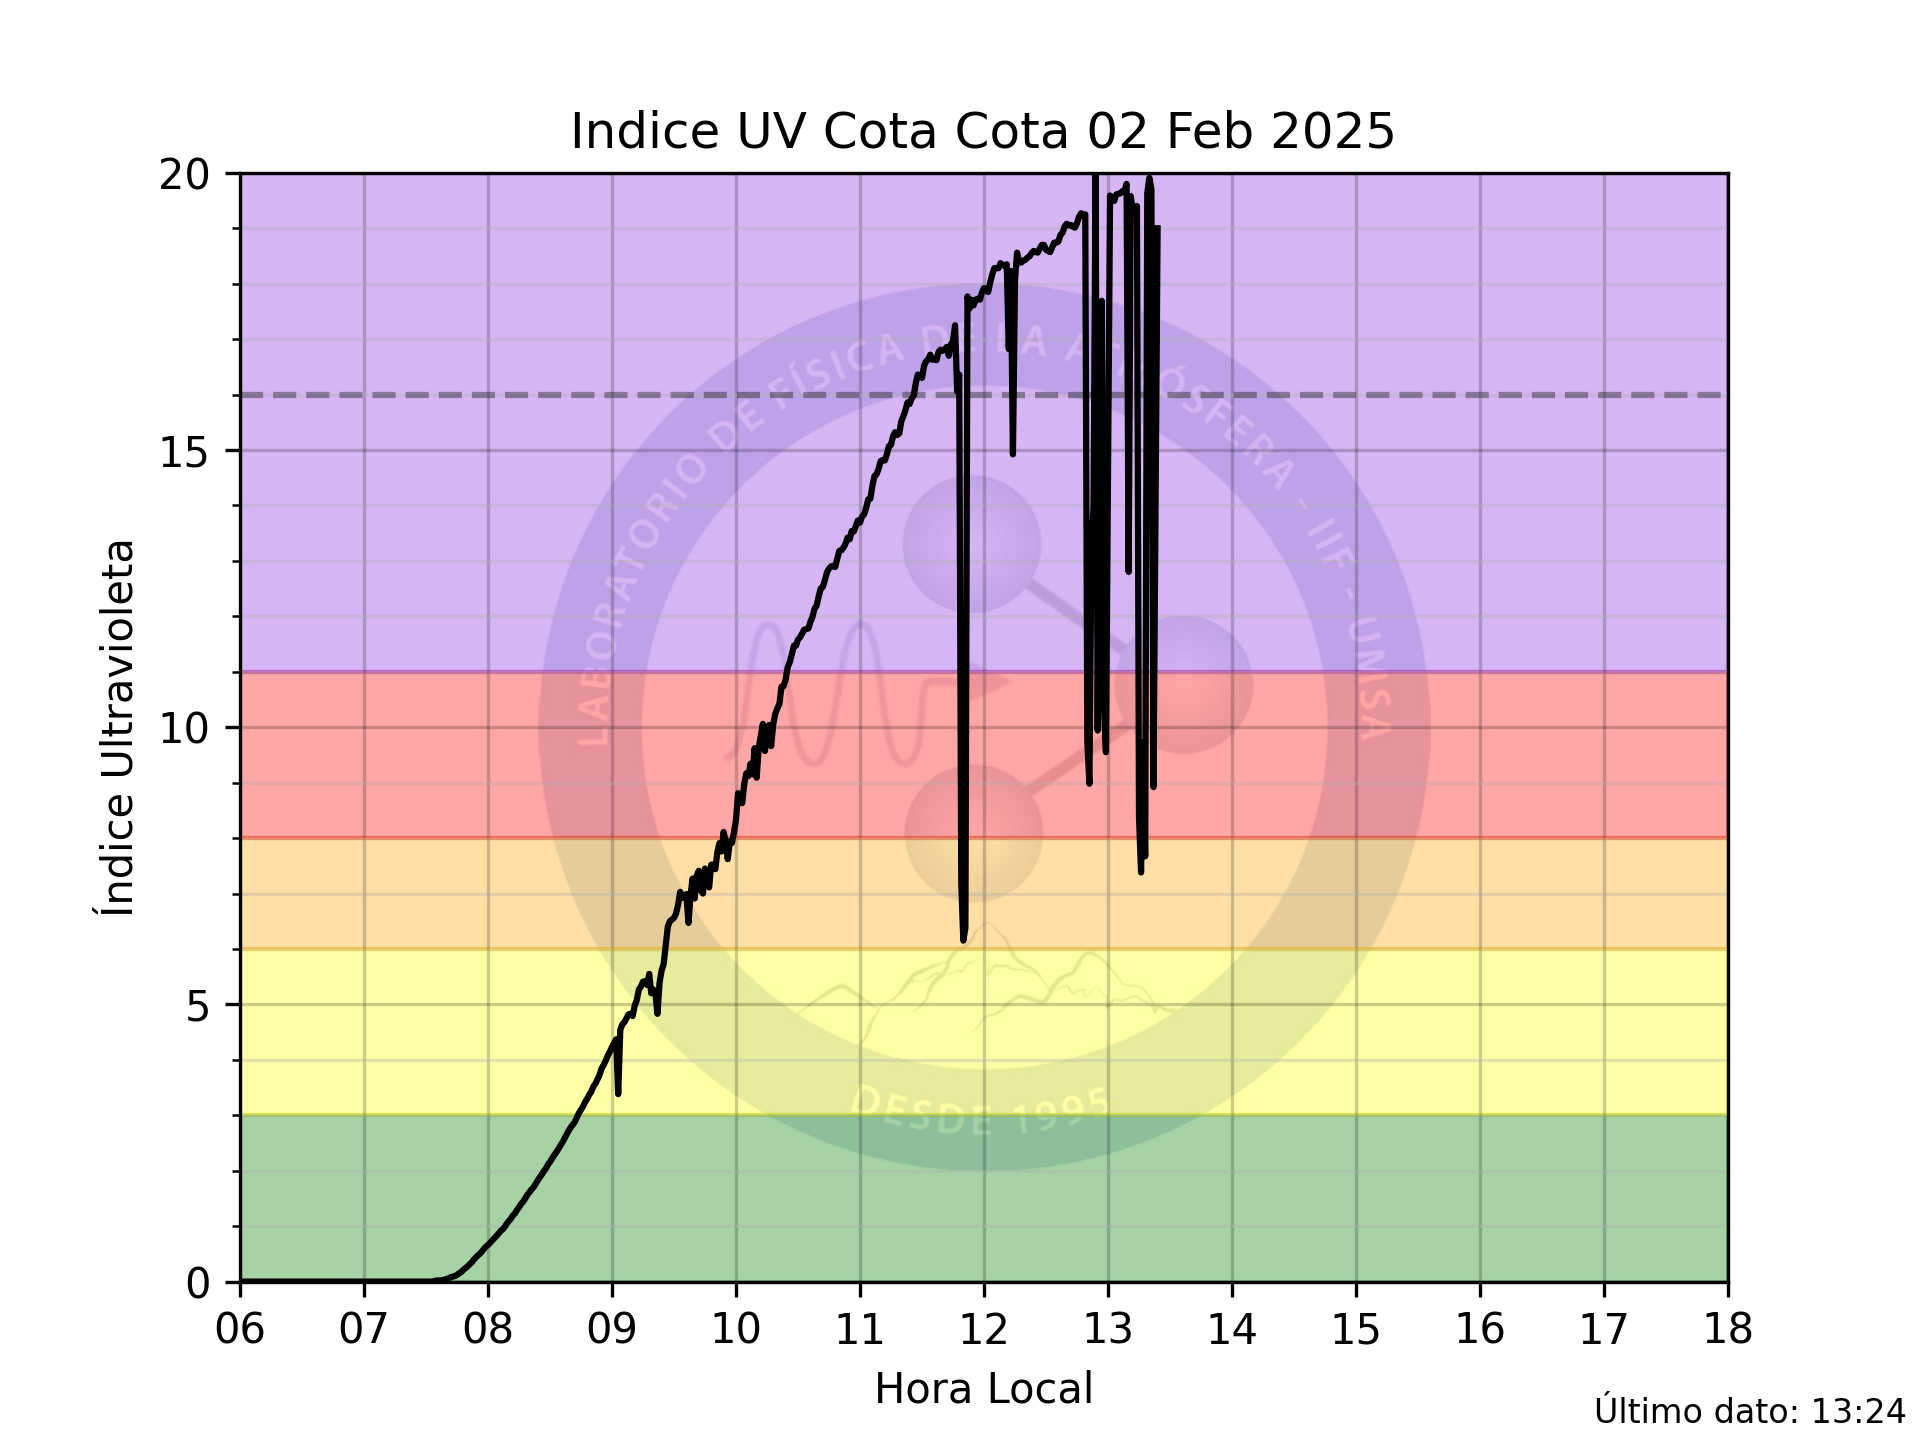 Indice UV Cota Cota 02 Feb 2025
20
15
10
5
0
Índice Ultravioleta
LABORATORIO DE FÍSICA DE LA ATMÓSFERA - IIF - UMSA
DESDE 1995
06 07 08 09 10 11 12 13 14 15 16 17 18
Hora Local
Último dato: 13:24